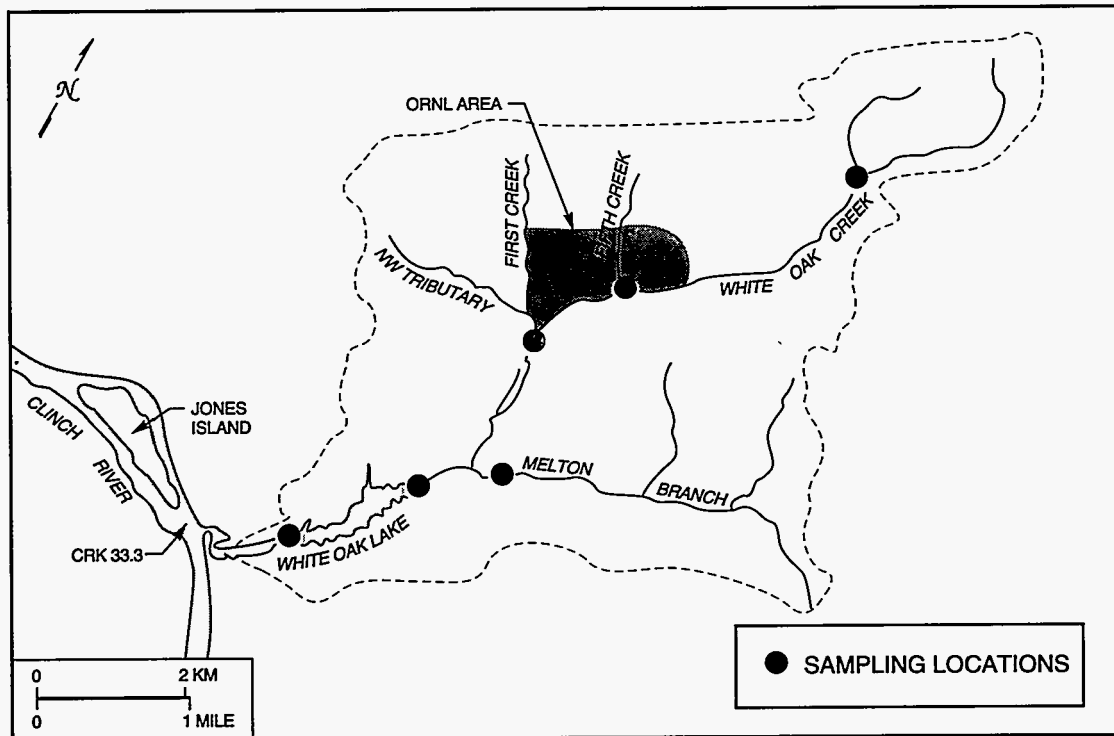 N
ORNL AREA
FIRST CREEK
FIFTH CREEK
NW TRIBUTARY
WHITE OAK CREEK
JONES
ISLAND
CLINCH
RIVER
MELTON
BRANCH
CRK 33.3
WHITE OAK LAKE
0 2 KM
0 1 MILE
SAMPLING LOCATIONS